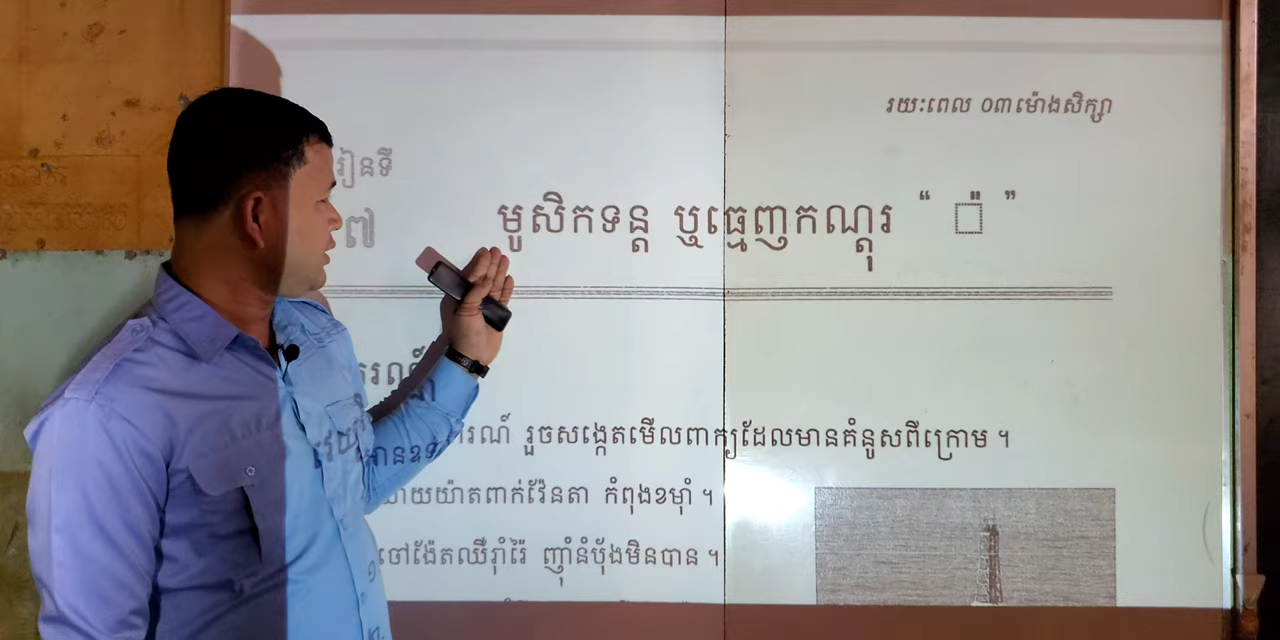 រយៈពេល ០៣ម៉ោងសិក្សា
រៀនទី
៧
មូសិកទន្ត ឬធ្មេញកណ្ដុរ “ ៉ ”
រណ៍ រួចសង្កេតមើលពាក្យដែលមានគំនូសពីក្រោម ។
យាយយ៉ាតពាក់វ៉ែនតា កំពុងខម៉ាំ ។
ចៅង៉ែតឈឺរ៉ាំរ៉ៃ ញ៉ាំនំប៉័ងមិនបាន ។